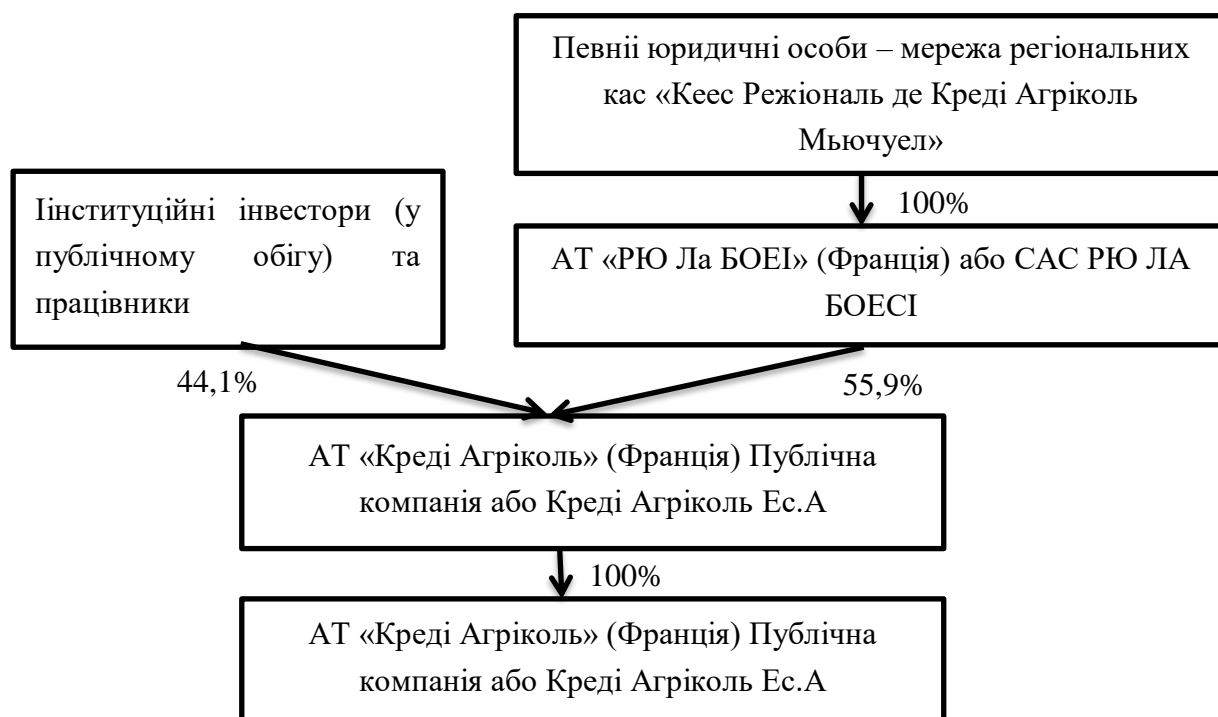 Певніі юридичні особи – мережа регіональних
кас «Кеес Режіональ де Креді Агріколь
Мьючуел»
100%
Іінституційні інвестори (у
публічному обігу) та
працівники
АТ «РЮ Ла БОЕІ» (Франція) або САС РЮ ЛА
БОЕСІ
44,1%
55,9%
АТ «Креді Агріколь» (Франція) Публічна
компанія або Креді Агріколь Ес.А
100%
АТ «Креді Агріколь» (Франція) Публічна
компанія або Креді Агріколь Ес.А